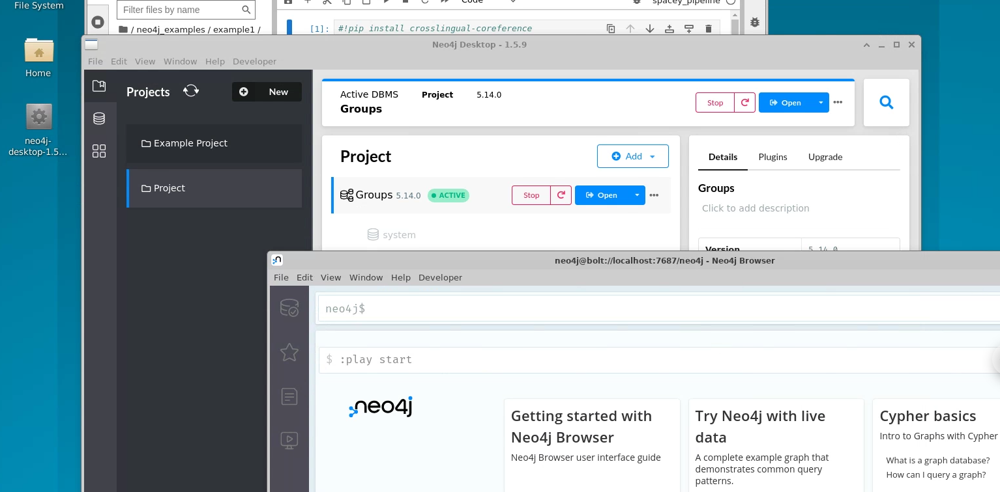 File System
Home
neo4j-
desktop-1.5...
Filter files by name
/ neo4j_examples / example1 /
Code
spacey_pipeline
[1]: #!pip install crosslingual-coreference
Neo4j Desktop - 1.5.9
File Edit View Window Help Developer
Projects
New
Example Project
Project
Active DBMS Project 5.14.0
Groups
Stop
Open
Project
Add
Groups 5.14.0 ACTIVE
Stop
Open
system
Details Plugins Upgrade
Groups
Click to add description
Version 5.14.0
neo4j@bolt://localhost:7687/neo4j - Neo4j Browser
File Edit View Window Help Developer
neo4j$
$ :play start
neo4j
Getting started with
Neo4j Browser
Neo4j Browser user interface guide
Try Neo4j with live
data
A complete example graph that
demonstrates common query
patterns.
Cypher basics
Intro to Graphs with Cypher
What is a graph database?
How can I query a graph?